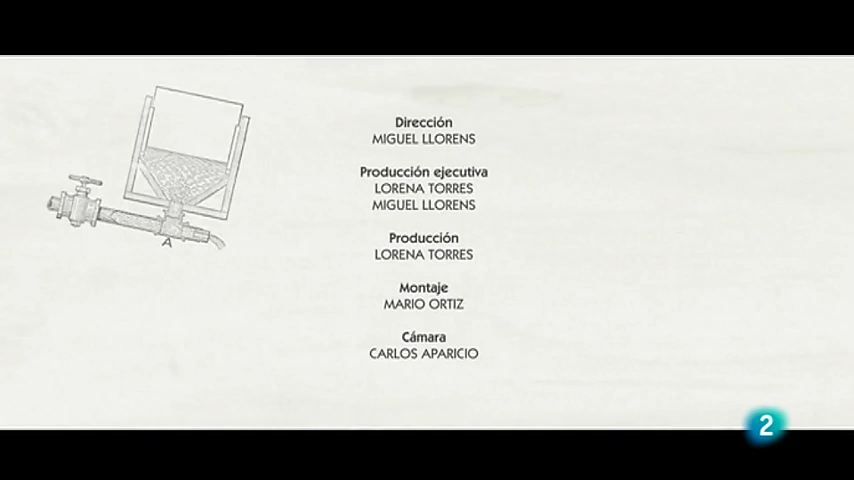 Dirección
MIGUEL LLORENS
Producción ejecutiva
LORENA TORRES
MIGUEL LLORENS
Producción
LORENA TORRES
Montaje
MARIO ORTIZ
Cámara
CARLOS APARICIO
A
2